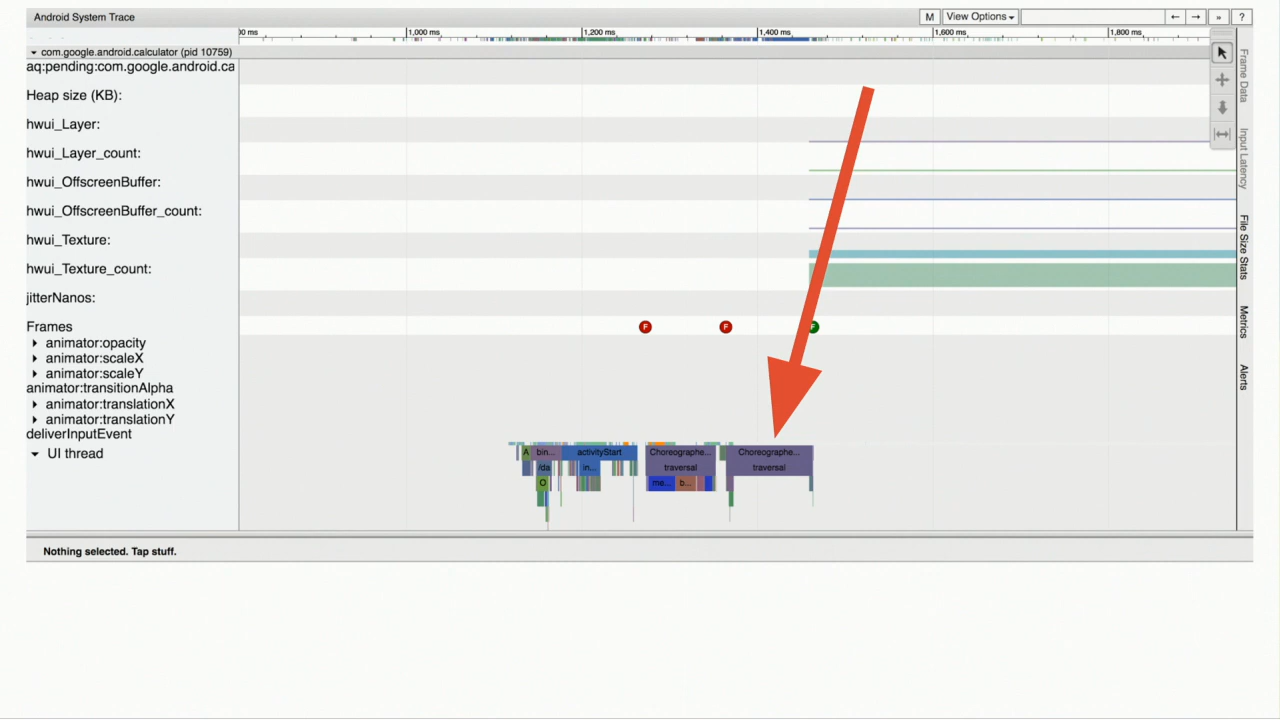 Android System Trace
M
View Options
← → » ?
00 ms
1,000 ms
1,200 ms
1,400 ms
1,600 ms
1,800 ms
com.google.android.calculator (pid 10759)
aq:pending:com.google.android.ca
Heap size (KB):
hwui_Layer:
hwui_Layer_count:
hwui_OffscreenBuffer:
hwui_OffscreenBuffer_count:
hwui_Texture:
hwui_Texture_count:
jitterNanos:
Frames
F
F
F
animator:opacity
animator:scaleX
animator:scaleY
animator:transitionAlpha
animator:translationX
animator:translationY
deliverInputEvent
UI thread
A bin... activityStart Choreographe... Choreographe...
/da in... traversal traversal
O me... b...
Frame Data
Input Latency
File Size Stats
Metrics
Alerts
Nothing selected. Tap stuff.